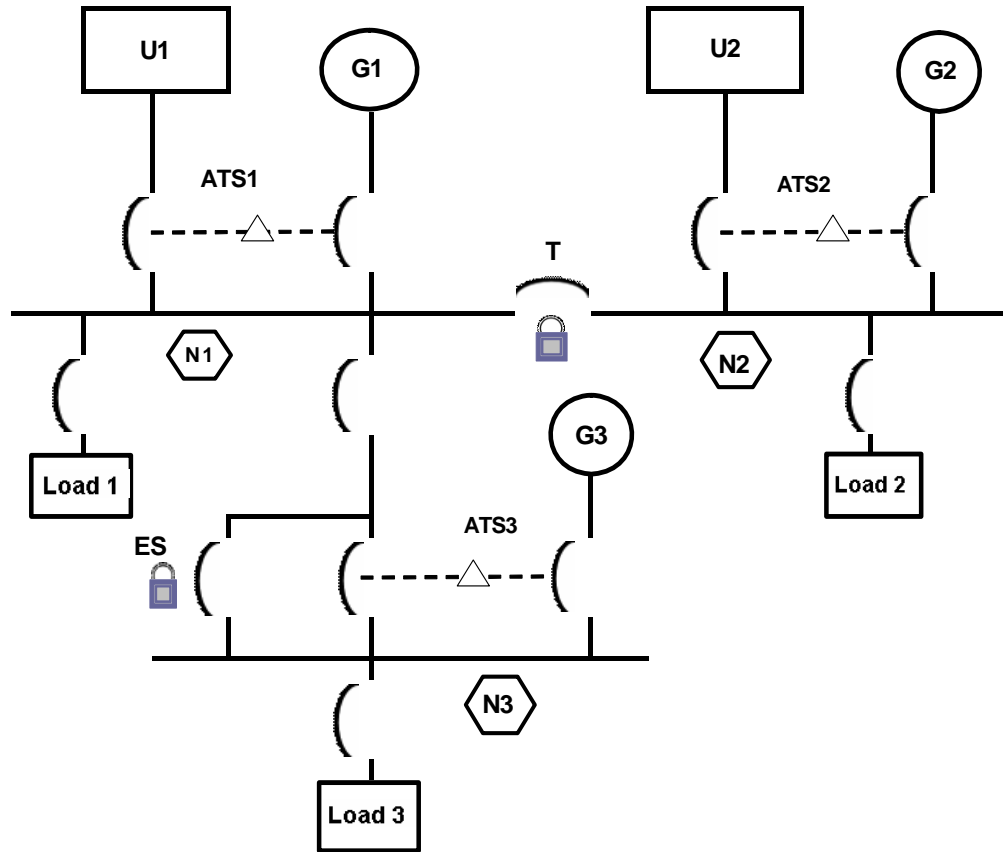 U1
G1
U2
G2
ATS1
ATS2
T
N1
N2
G3
Load 1
Load 2
ES
ATS3
N3
Load 3